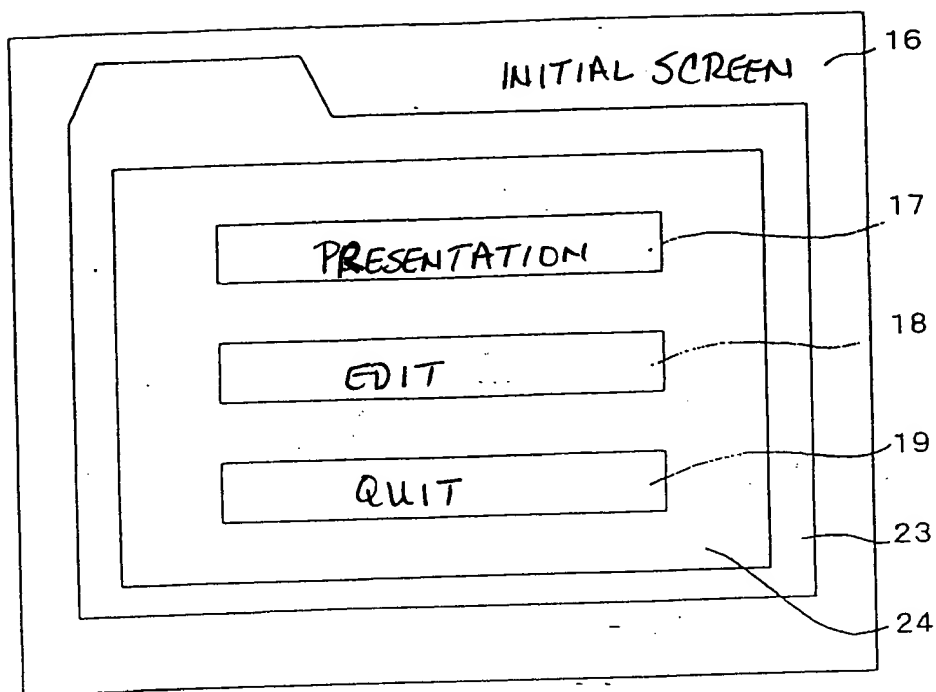 16
INITIAL SCREEN
17
PRESENTATION
18
EDIT
19
QUIT
23
24